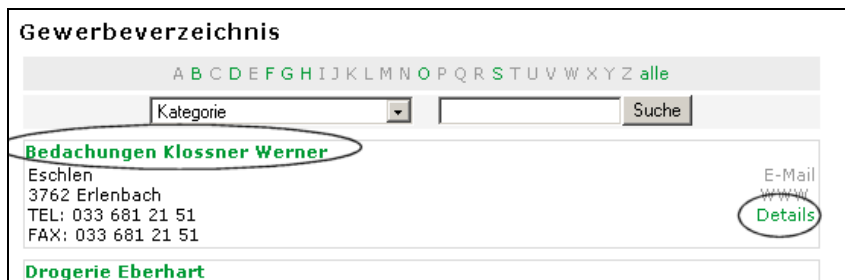 Gewerbeverzeichnis
A B C D E F G H I J K L M N O P Q R S T U V W X Y Z alle
Kategorie Suche
Bedachungen Klossner Werner
Eschlen
E-Mail
3762 Erlenbach
WWW
TEL: 033 681 21 51
Details
FAX: 033 681 21 51
Drogerie Eberhart